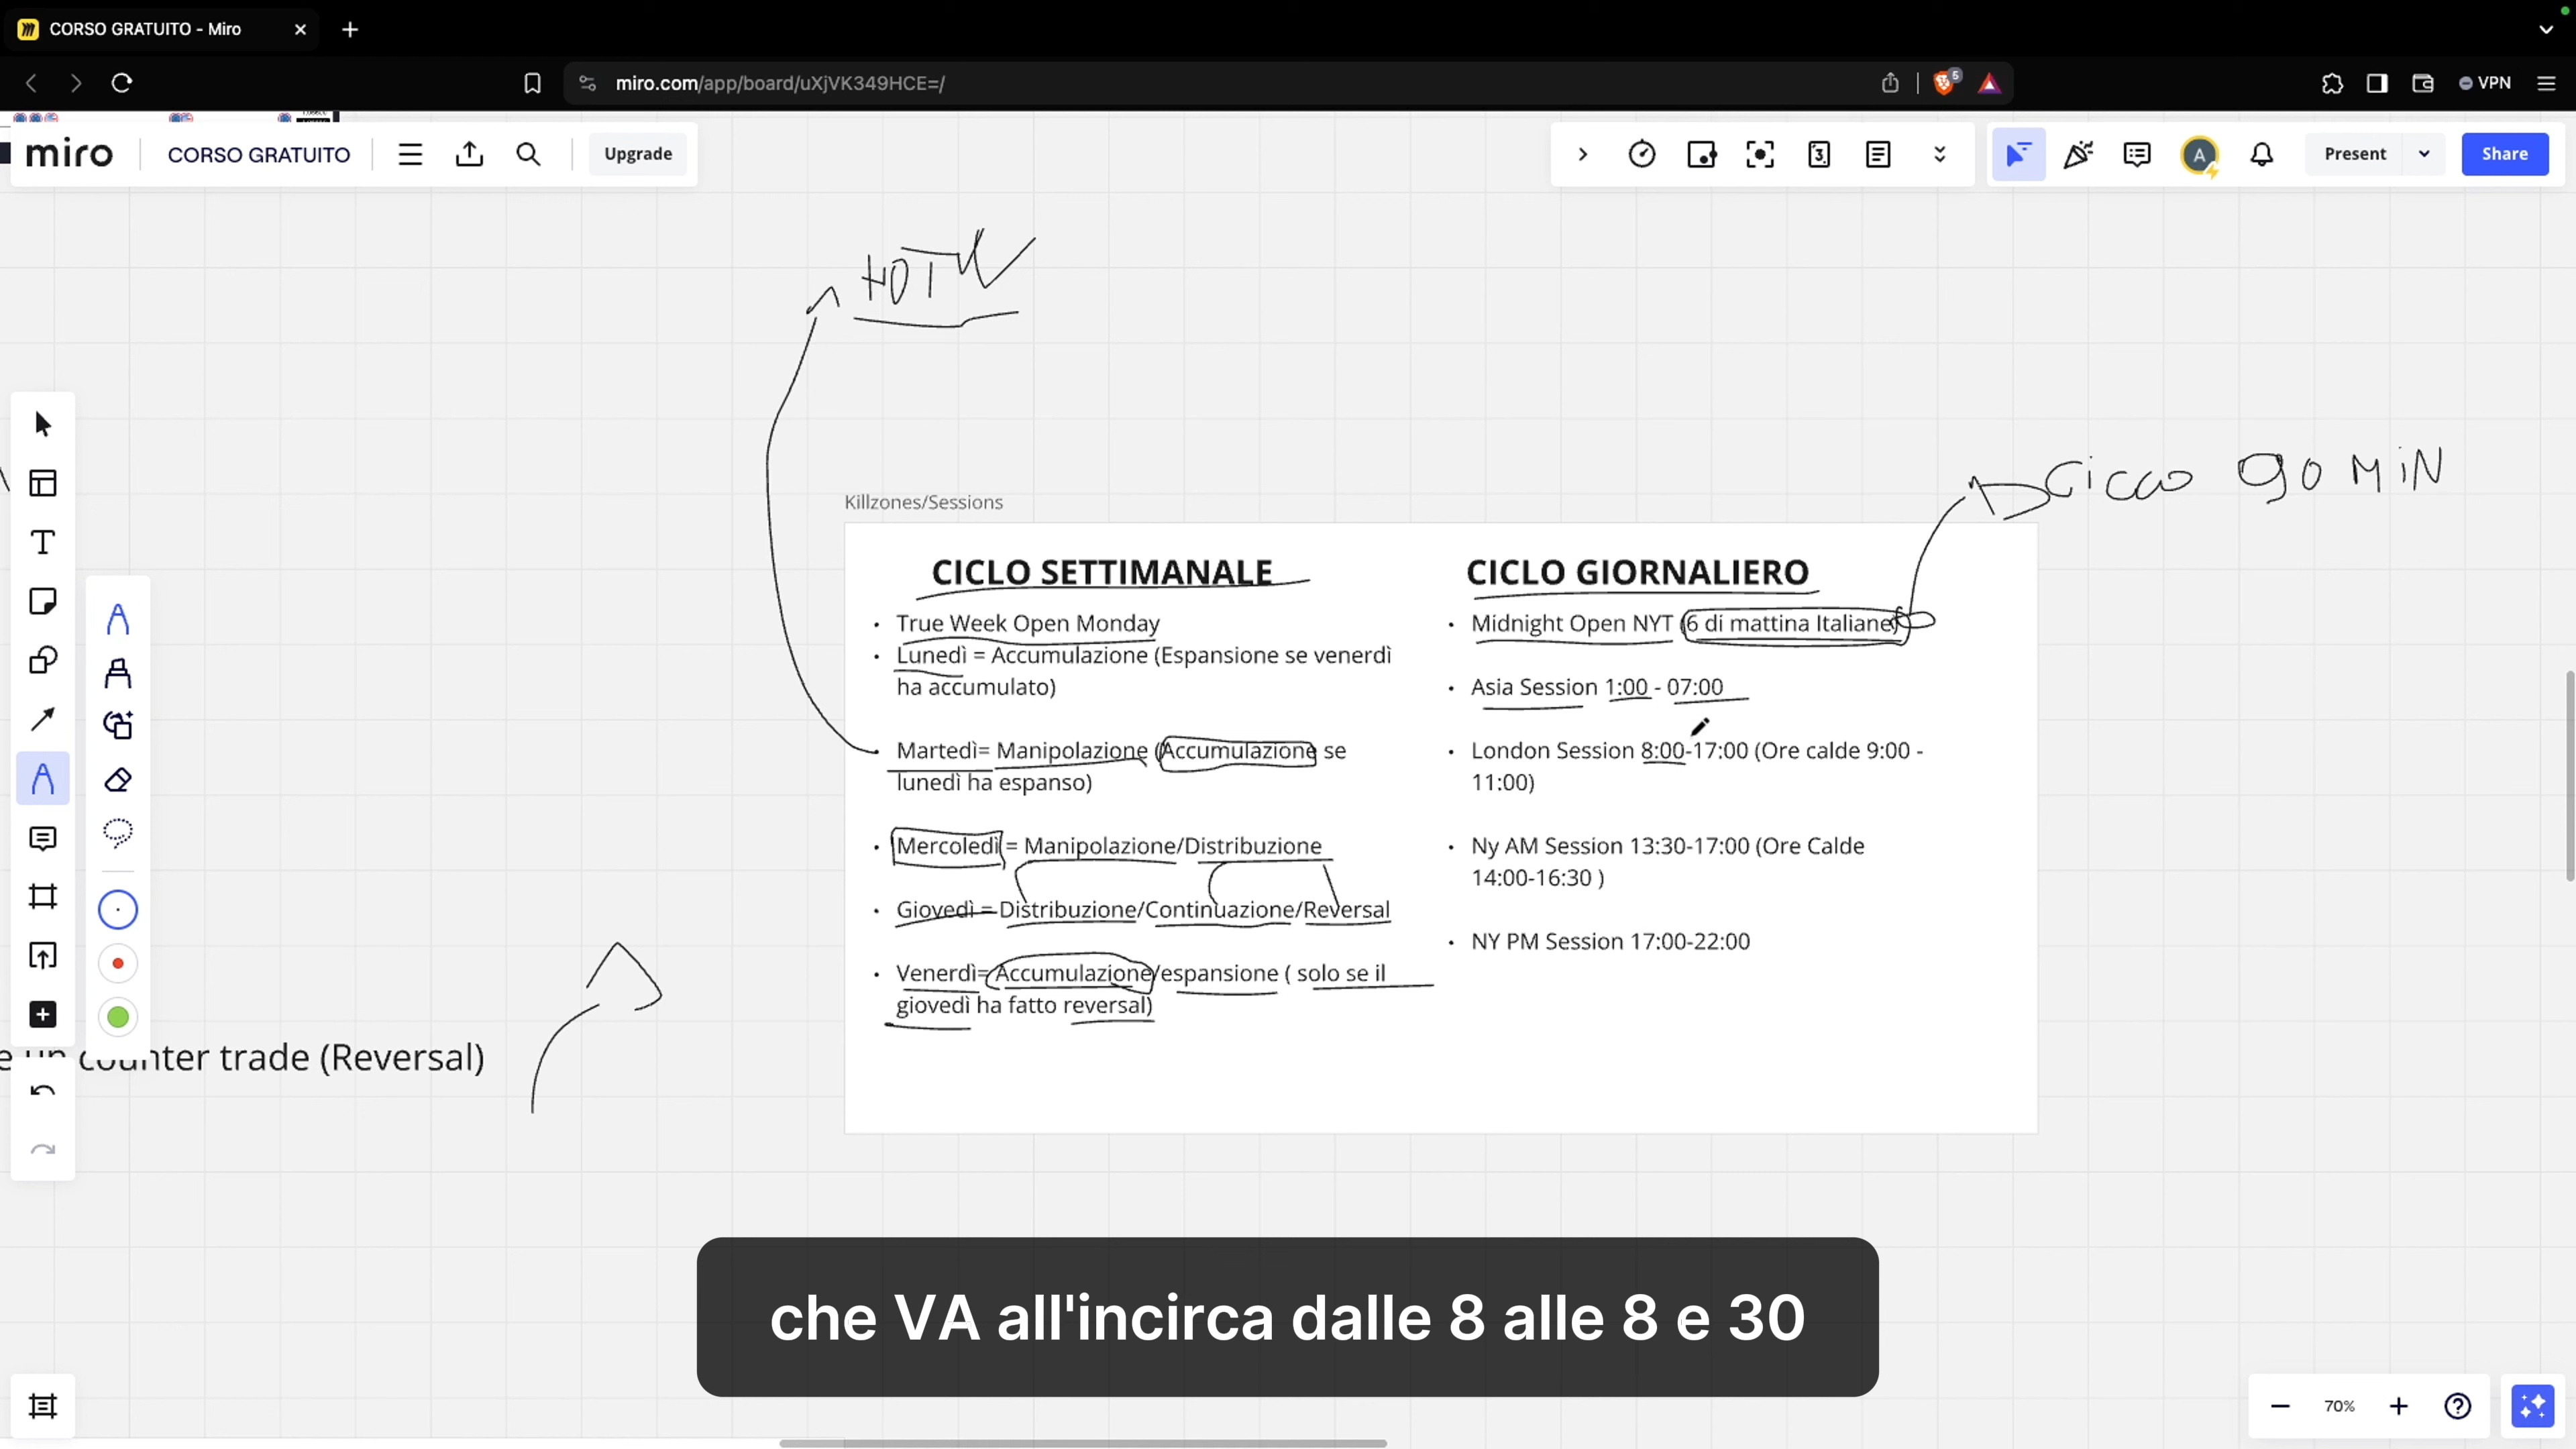 CORSO GRATUITO - Miro
miro.com/app/board/uXjVK349HCE=/
5
VPN
miro
CORSO GRATUITO
Upgrade
3
A
Present
Share
CICLO 90 MIN
Killzones/Sessions
CICLO SETTIMANALE
• True Week Open Monday
• Lunedì = Accumulazione (Espansione se venerdì
ha accumulato)
• Martedì= Manipolazione (Accumulazione se
lunedì ha espanso)
• Mercoledì = Manipolazione/Distribuzione
• Giovedì = Distribuzione/Continuazione/Reversal
• Venerdì= Accumulazione/espansione ( solo se il
giovedì ha fatto reversal)
CICLO GIORNALIERO
• Midnight Open NYT (6 di mattina Italiane)
• Asia Session 1:00 - 07:00
• London Session 8:00-17:00 (Ore calde 9:00 -
11:00)
• Ny AM Session 13:30-17:00 (Ore Calde
14:00-16:30 )
• NY PM Session 17:00-22:00
e un counter trade (Reversal)
che VA all'incirca dalle 8 alle 8 e 30
70%